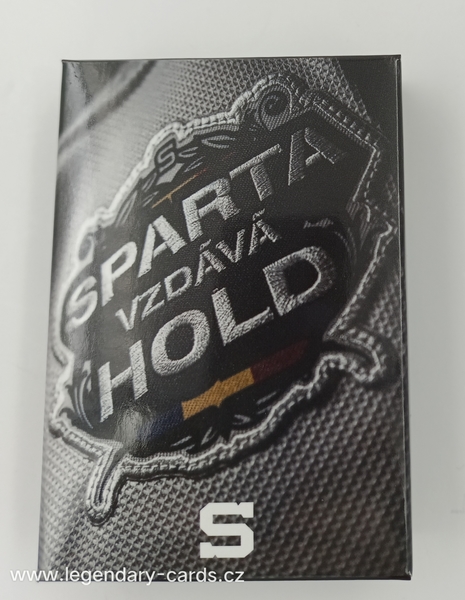 S
SPARTA
VZDÁVÁ
HOLD
S
www.legendary-cards.cz